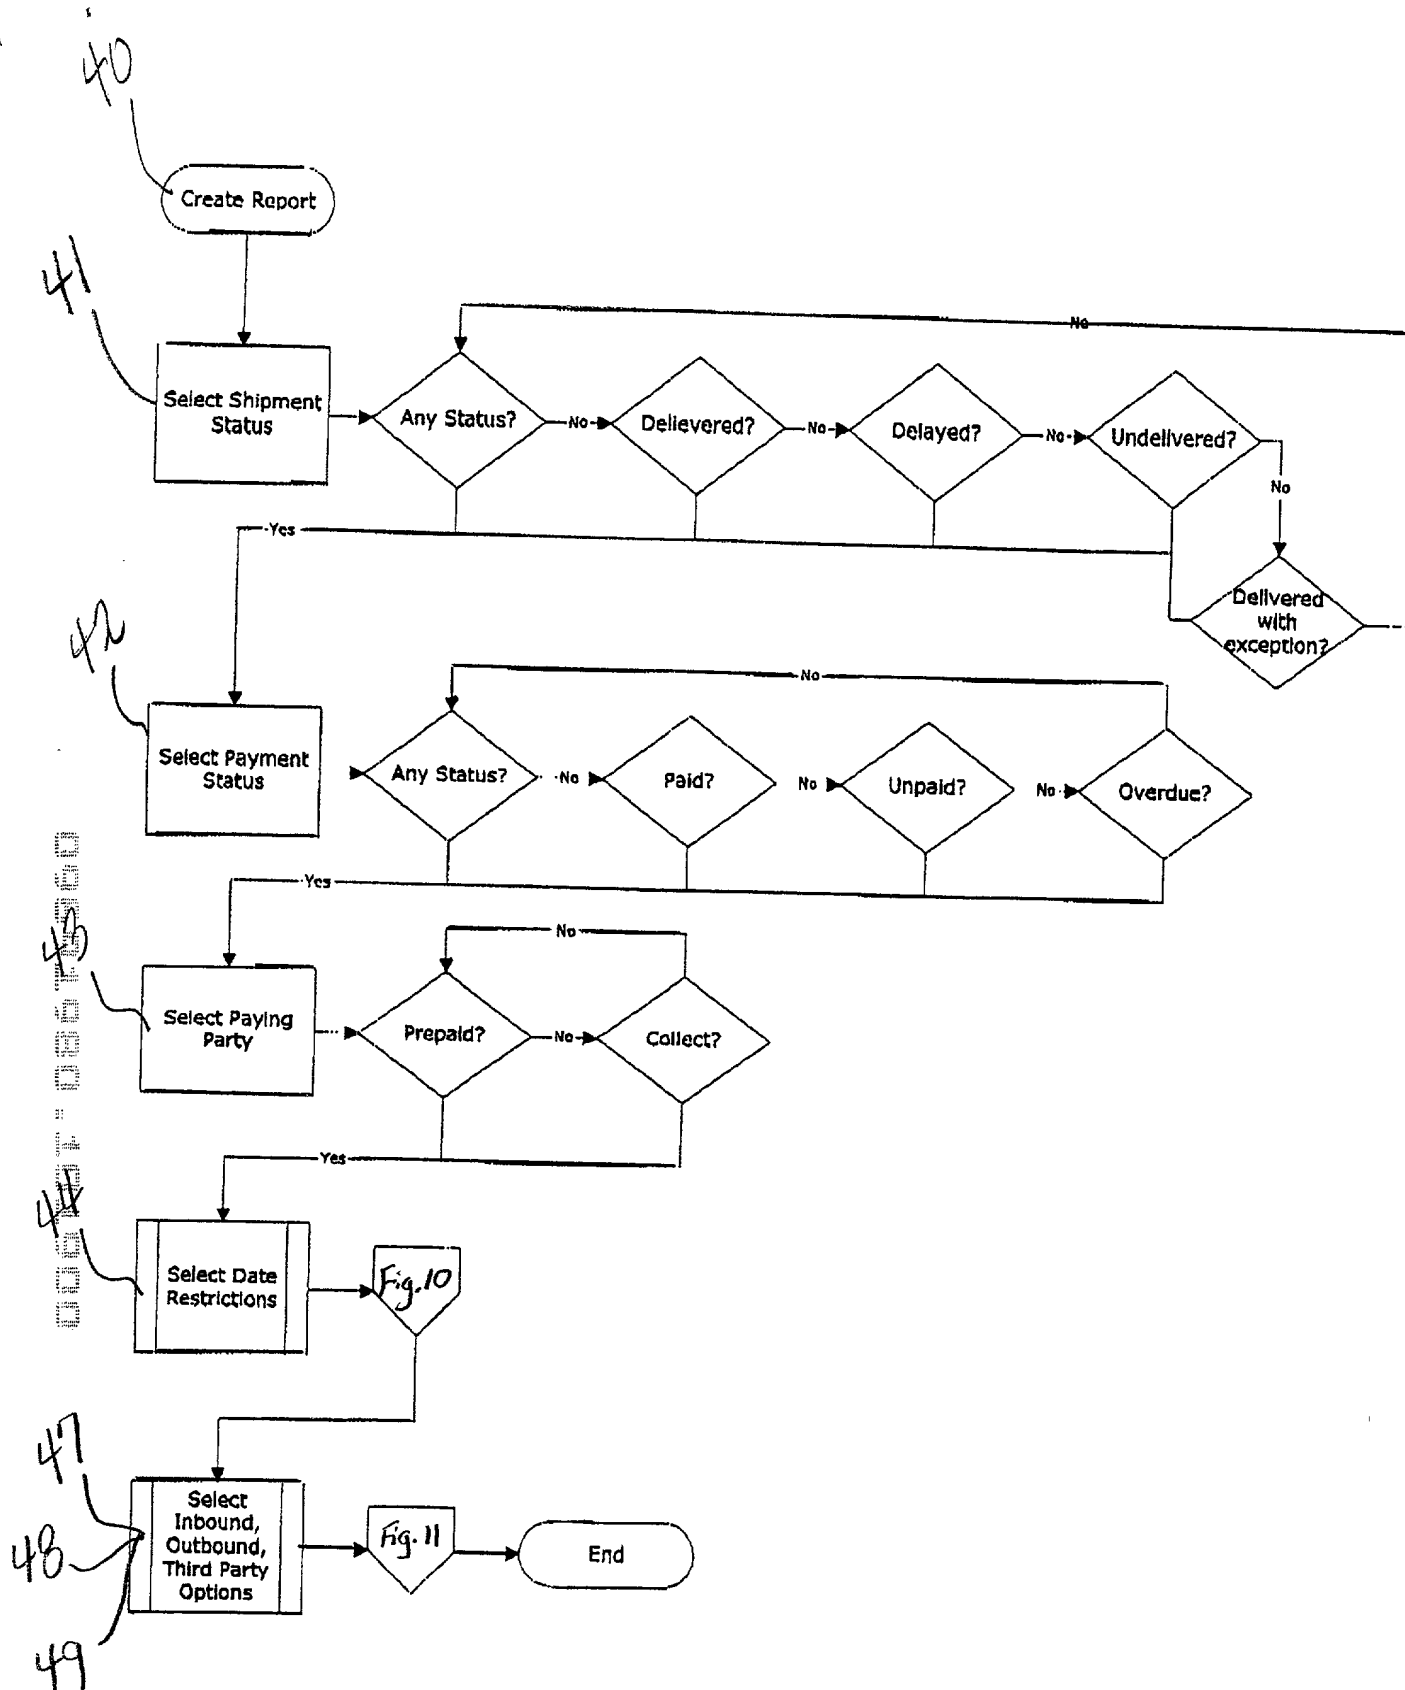 40
Create Report
41
No
Select Shipment
Status
Any Status?
No
Delievered?
No
Delayed?
No
Undelivered?
No
Yes
Delivered
with
exception?
42
No
Select Payment
Status
Any Status?
No
Paid?
No
Unpaid?
No
Overdue?
Yes
43
No
Select Paying
Party
Prepaid?
No
Collect?
Yes
44
Select Date
Restrictions
Fig.10
47
48
49
Select
Inbound,
Outbound,
Third Party
Options
Fig.11
End